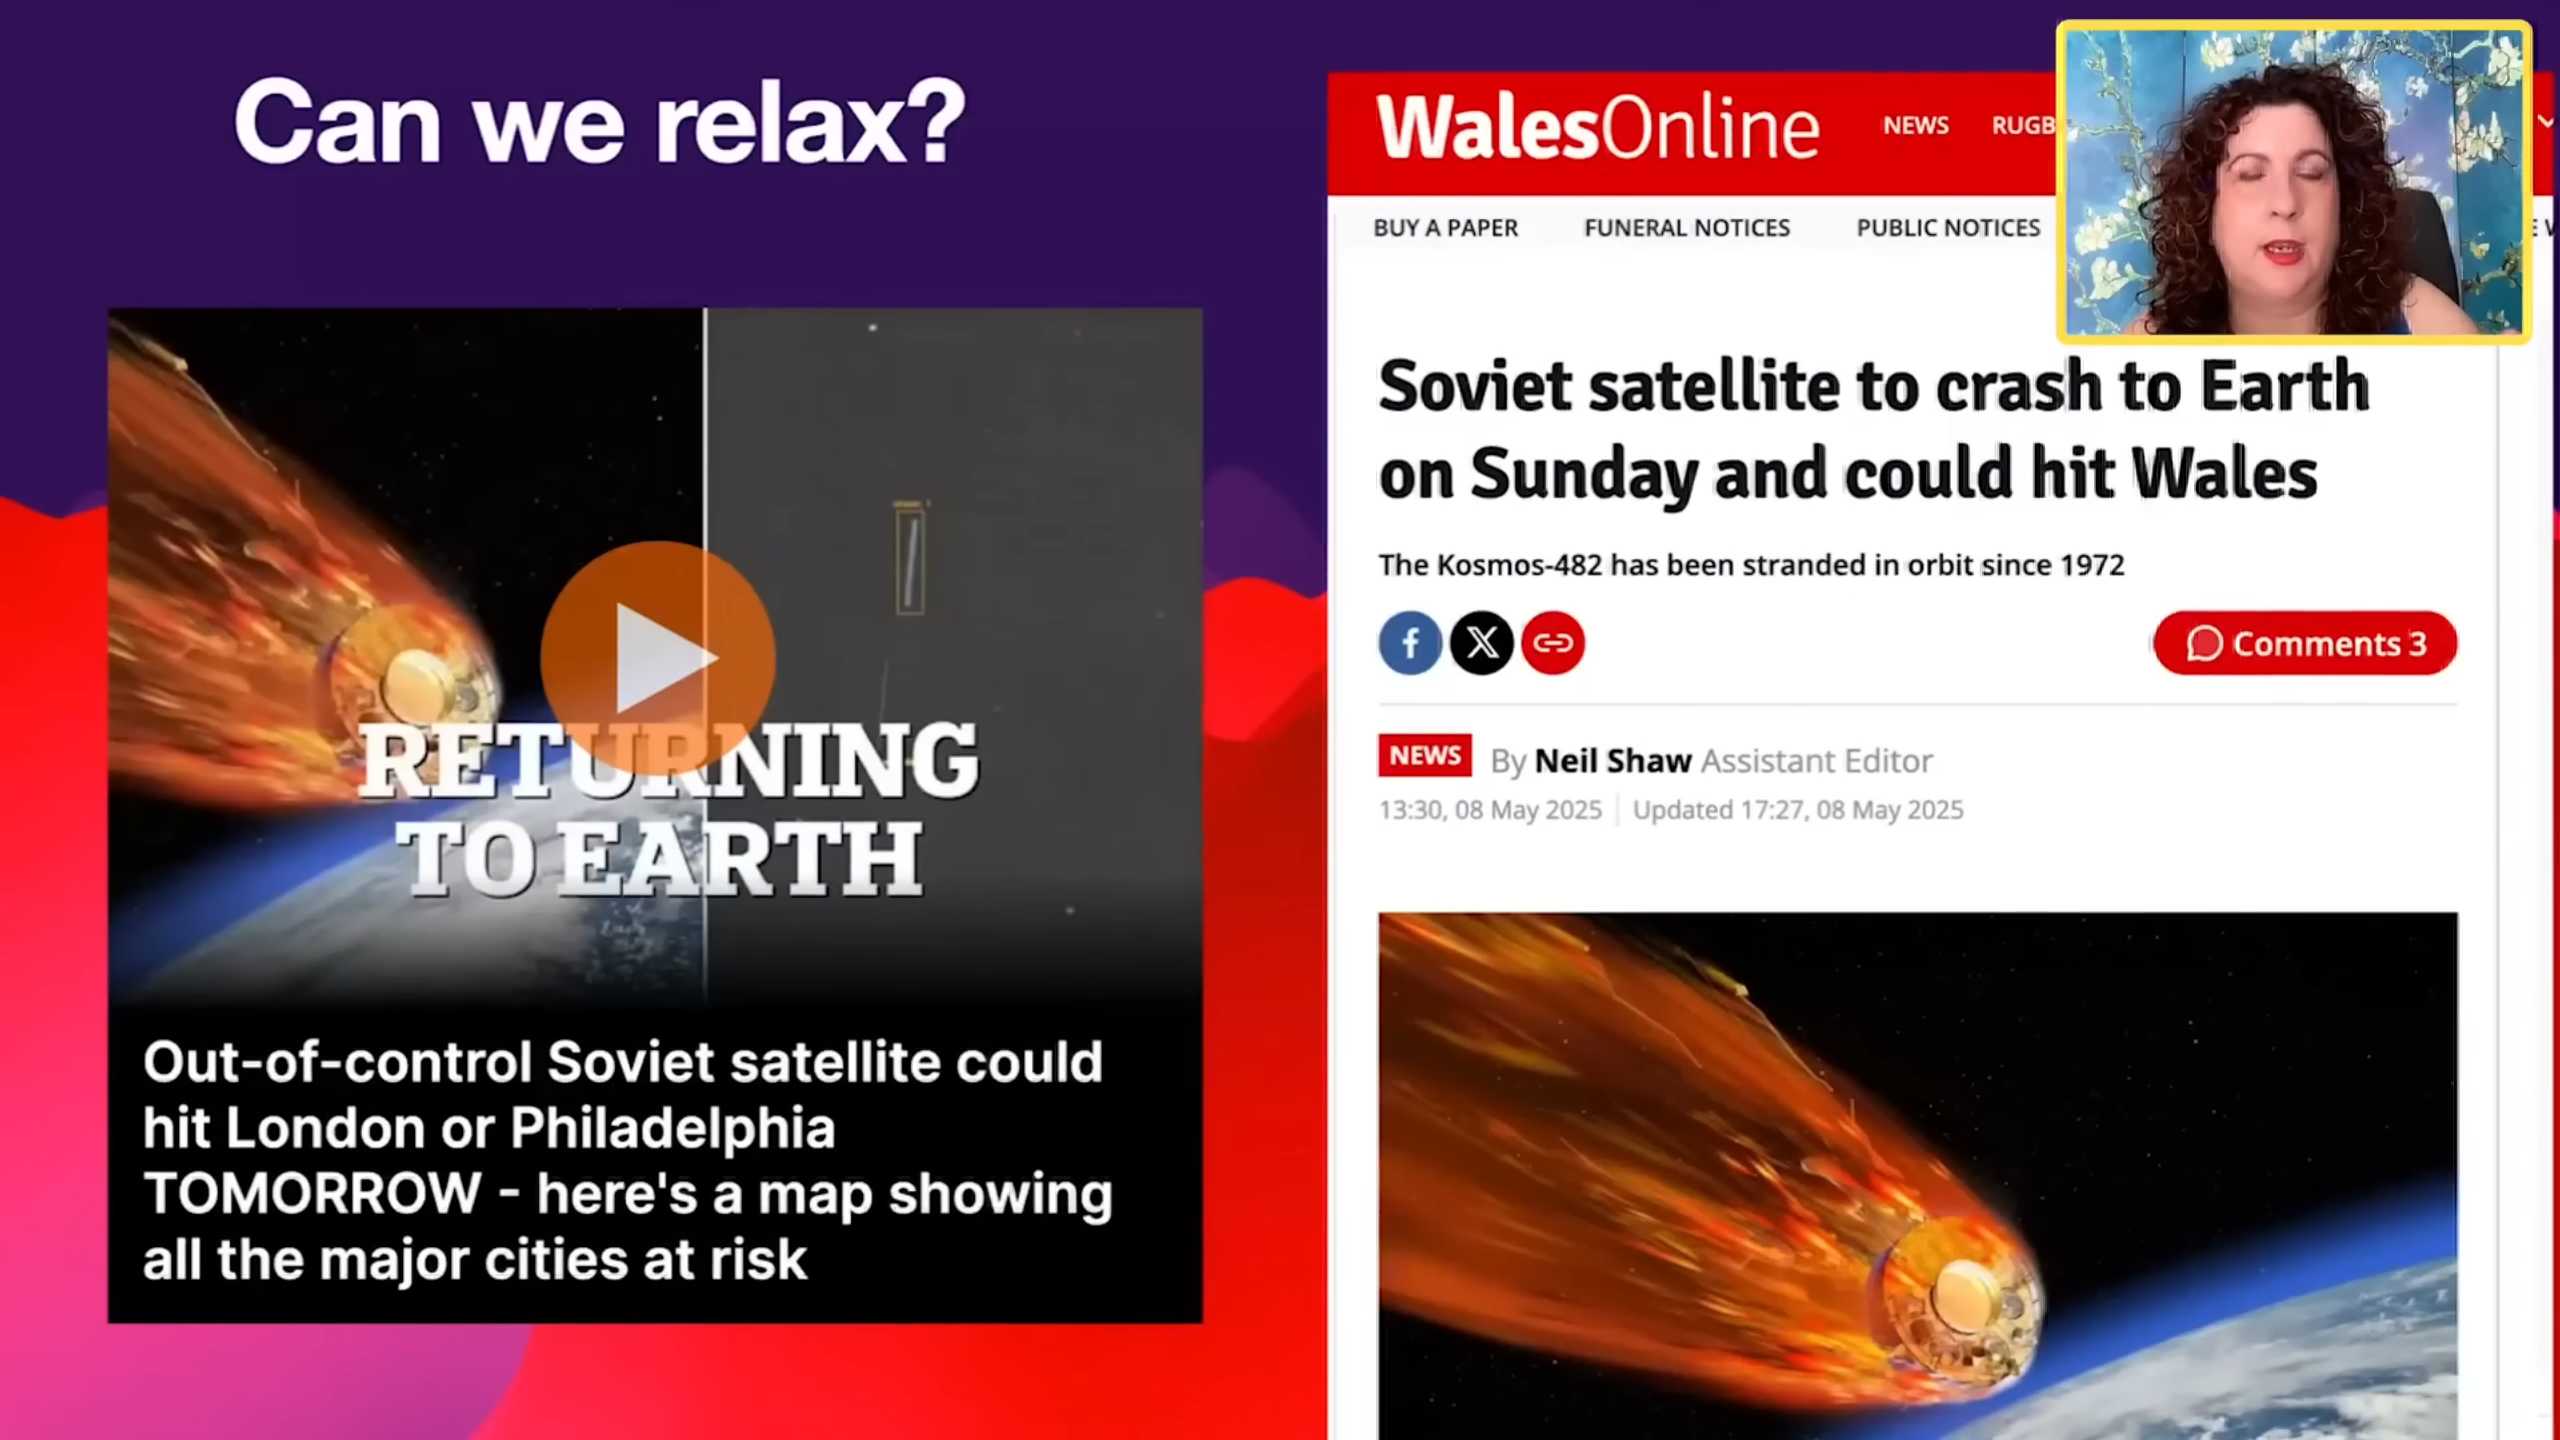 Can we relax?
RETURNING
TO EARTH
Out-of-control Soviet satellite could
hit London or Philadelphia
TOMORROW - here's a map showing
all the major cities at risk
WalesOnline
NEWS
BUY A PAPER
FUNERAL NOTICES
PUBLIC NOTICES
Soviet satellite to crash to Earth
on Sunday and could hit Wales
The Kosmos-482 has been stranded in orbit since 1972
Comments 3
NEWS By Neil Shaw Assistant Editor
13:30, 08 May 2025 Updated 17:27, 08 May 2025